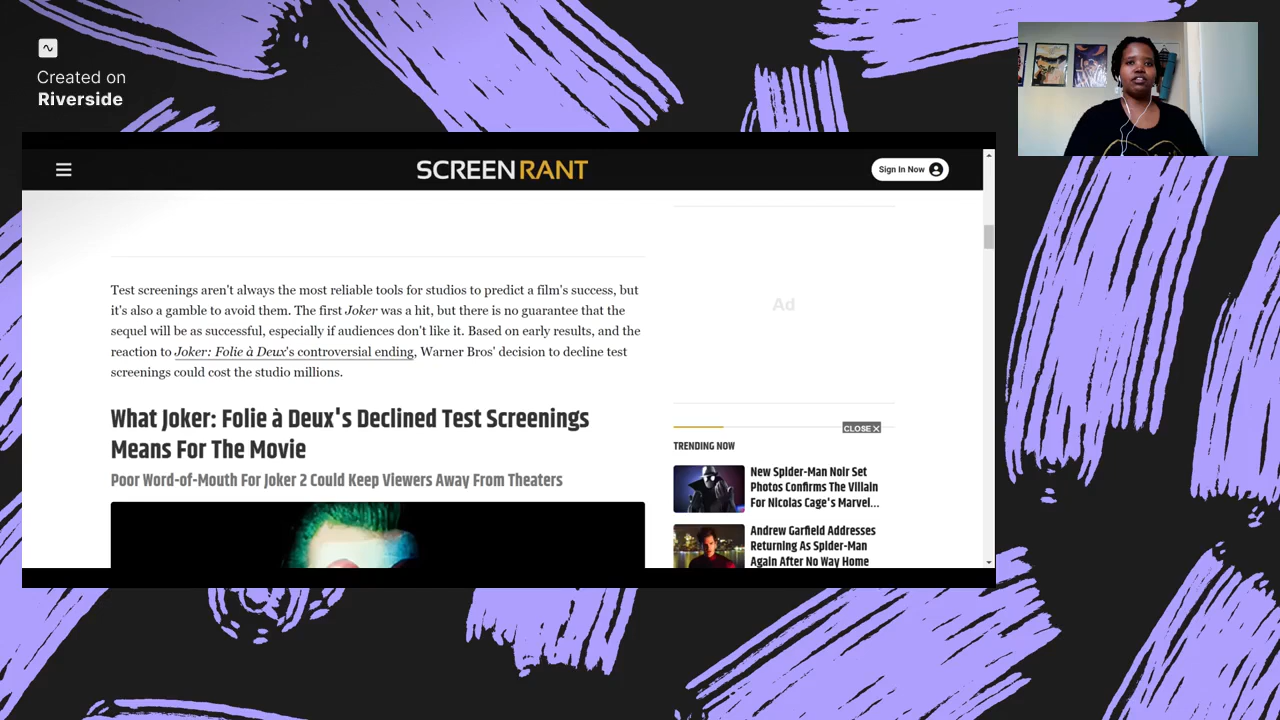 Created on
Riverside
SCREENRANT
Sign In Now
Test screenings aren't always the most reliable tools for studios to predict a film's success, but
it's also a gamble to avoid them. The first Joker was a hit, but there is no guarantee that the
sequel will be as successful, especially if audiences don't like it. Based on early results, and the
reaction to Joker: Folie à Deux's controversial ending, Warner Bros' decision to decline test
screenings could cost the studio millions.
What Joker: Folie à Deux's Declined Test Screenings
Means For The Movie
Poor Word-of-Mouth For Joker 2 Could Keep Viewers Away From Theaters
Ad
CLOSE X
TRENDING NOW
New Spider-Man Noir Set
Photos Confirms The Villain
For Nicolas Cage's Marvel...
Andrew Garfield Addresses
Returning As Spider-Man
Again After No Way Home